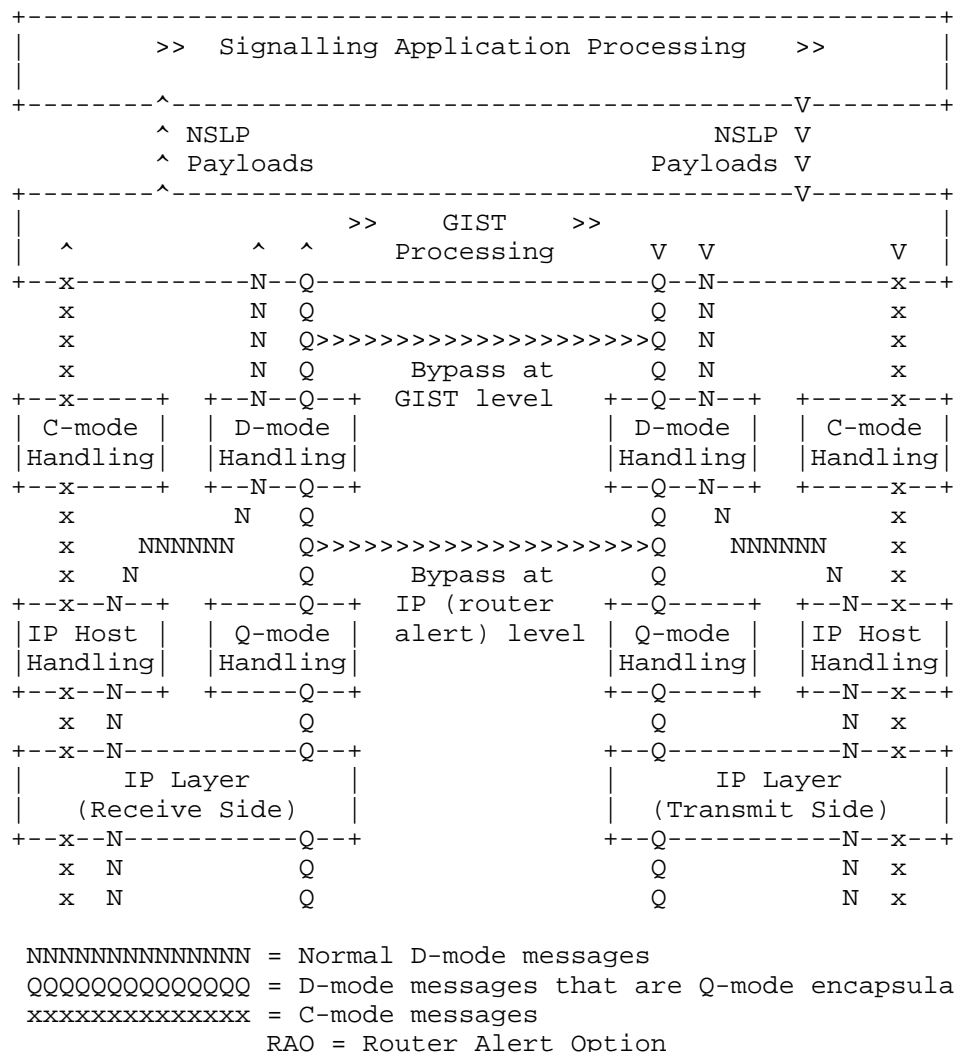 +----------------------------------------------------------+
|        >>  Signalling Application Processing   >>        |
|                                                          |
+--------^---------------------------------------V--------+
         ^ NSLP                             NSLP V
         ^ Payloads                     Payloads V
+--------^---------------------------------------V--------+
|                    >>    GIST     >>                     |
|  ^           ^  ^     Processing      V  V           V  |
+--x-----------N--Q---------------------Q--N-----------x--+
   x           N  Q                     Q  N           x
   x           N  Q>>>>>>>>>>>>>>>>>>>>>Q  N           x
   x           N  Q      Bypass at      Q  N           x
+--x-----+  +--N--Q--+  GIST level   +--Q--N--+  +-----x--+
| C-mode |  | D-mode |               | D-mode |  | C-mode |
|Handling|  |Handling|               |Handling|  |Handling|
+--x-----+  +--N--Q--+               +--Q--N--+  +-----x--+
   x          N   Q                     Q   N          x
   x    NNNNNN    Q>>>>>>>>>>>>>>>>>>>>>Q    NNNNNN    x
   x   N          Q      Bypass at      Q          N   x
+--x--N--+  +-----Q--+  IP (router   +--Q-----+  +--N--x--+
|IP Host |  | Q-mode |  alert) level | Q-mode |  |IP Host |
|Handling|  |Handling|               |Handling|  |Handling|
+--x--N--+  +-----Q--+               +--Q-----+  +--N--x--+
   x  N           Q                     Q           N  x
+--x--N-----------Q--+               +--Q-----------N--x--+
|      IP Layer      |               |      IP Layer      |
|   (Receive Side)   |               |  (Transmit Side)   |
+--x--N-----------Q--+               +--Q-----------N--x--+
   x  N           Q                     Q           N  x
   x  N           Q                     Q           N  x
NNNNNNNNNNNNNN = Normal D-mode messages
QQQQQQQQQQQQQQ = D-mode messages that are Q-mode encapsula
xxxxxxxxxxxxxx = C-mode messages
RAO = Router Alert Option